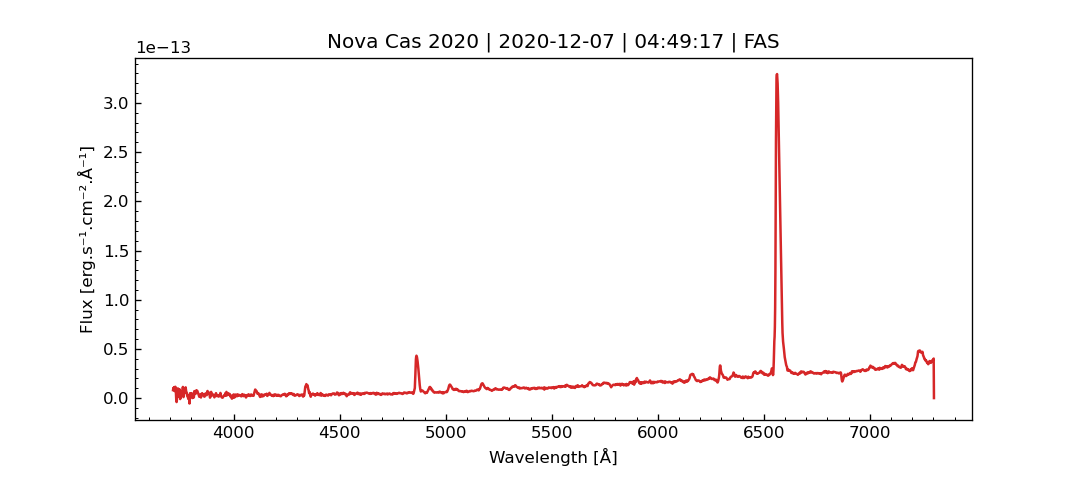 Nova Cas 2020 | 2020-12-07 | 04:49:17 | FAS
1e−13
3.0
2.5
2.0
1.5
1.0
0.5
0.0
Flux [erg.s⁻¹.cm⁻².Å⁻¹]
4000 4500 5000 5500 6000 6500 7000
Wavelength [Å]